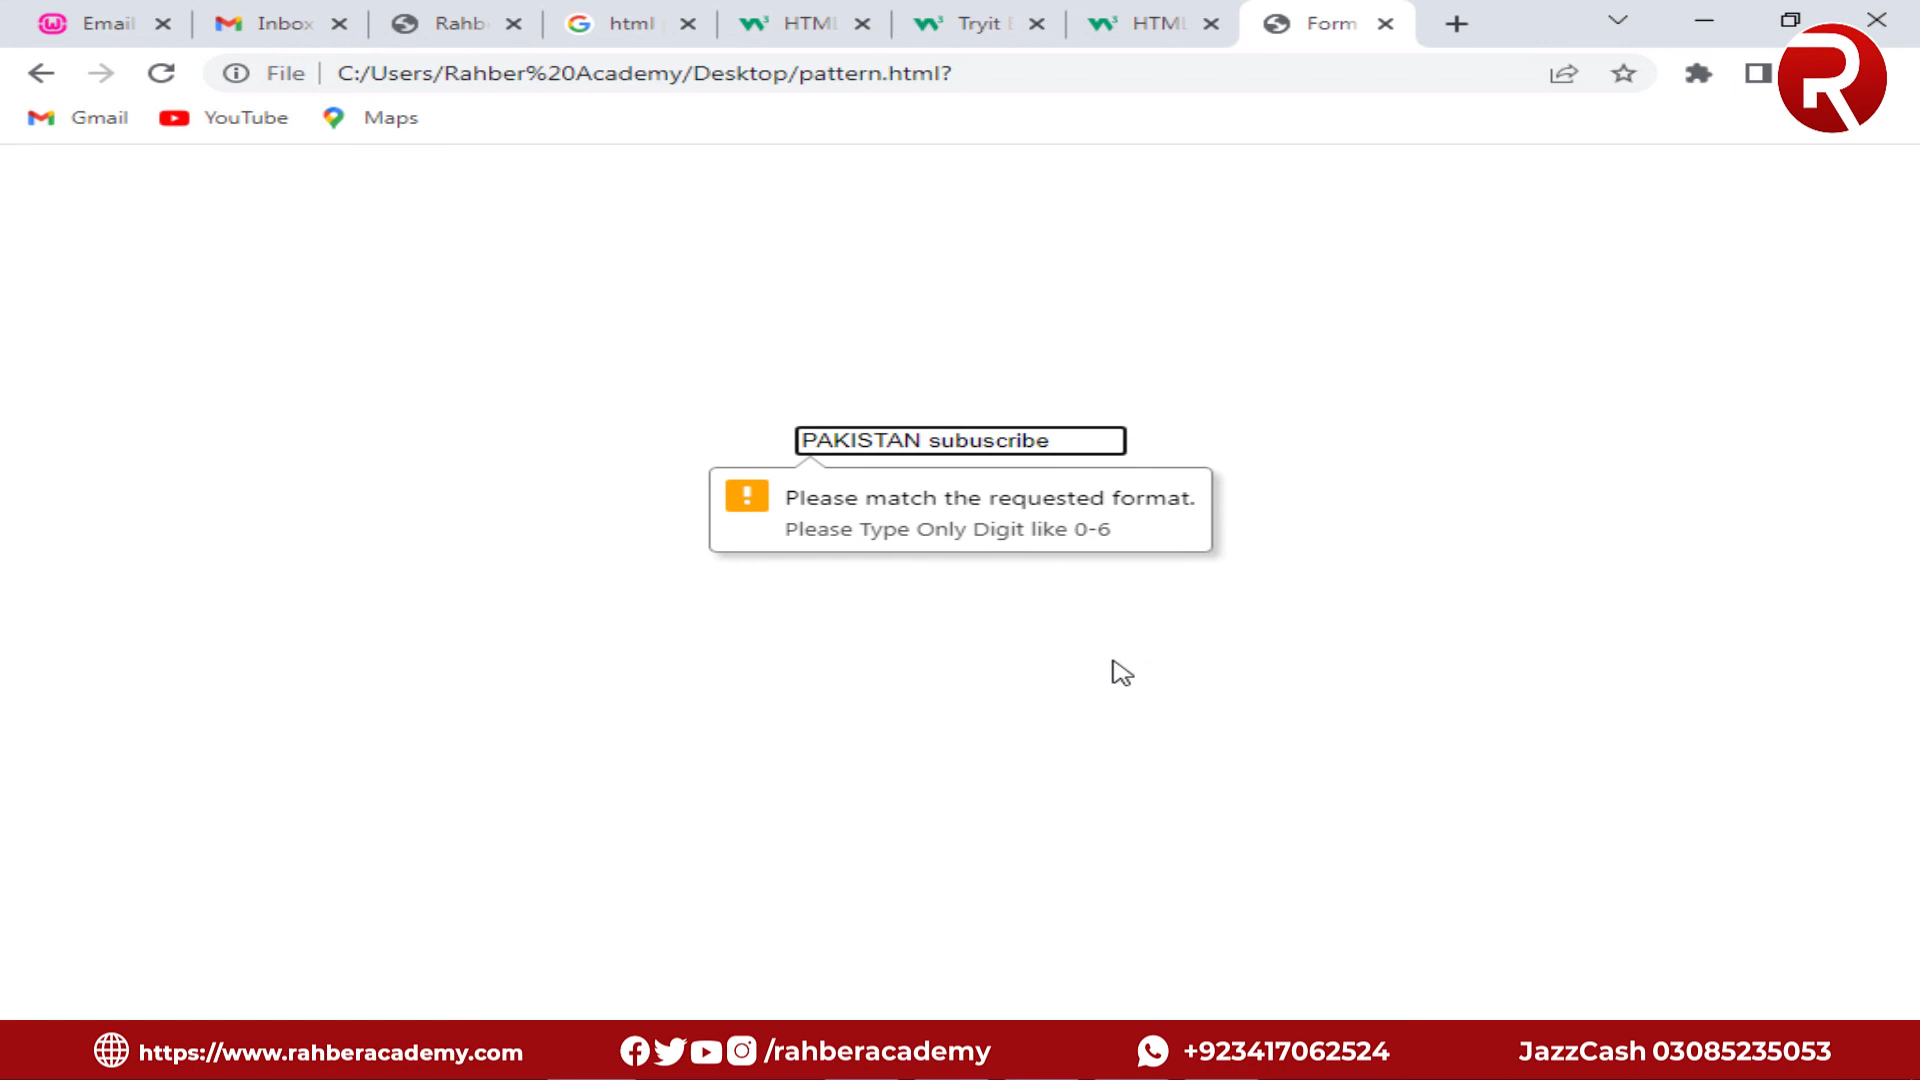 Email
Inbox
Rahb
html
HTML
Tryit
HTML
Form
File
C:/Users/Rahber%20Academy/Desktop/pattern.html?
Gmail
YouTube
Maps
R
PAKISTAN subuscribe
Please match the requested format.
Please Type Only Digit like 0-6
https://www.rahberacademy.com
/rahberacademy
+923417062524
JazzCash 03085235053